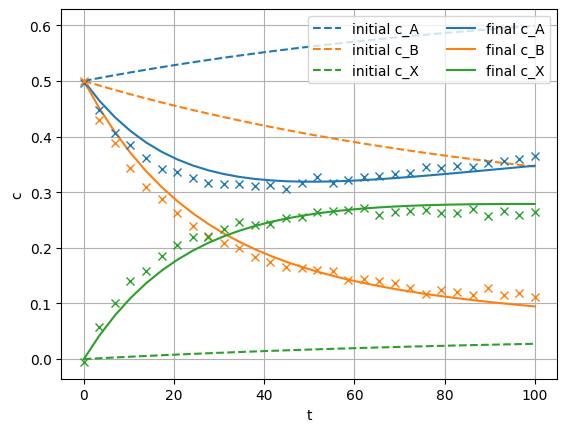 initial c_A
initial c_B
initial c_X
final c_A
final c_B
final c_X
c
0.6
0.5
0.4
0.3
0.2
0.1
0.0
0 20 40 60 80 100
t